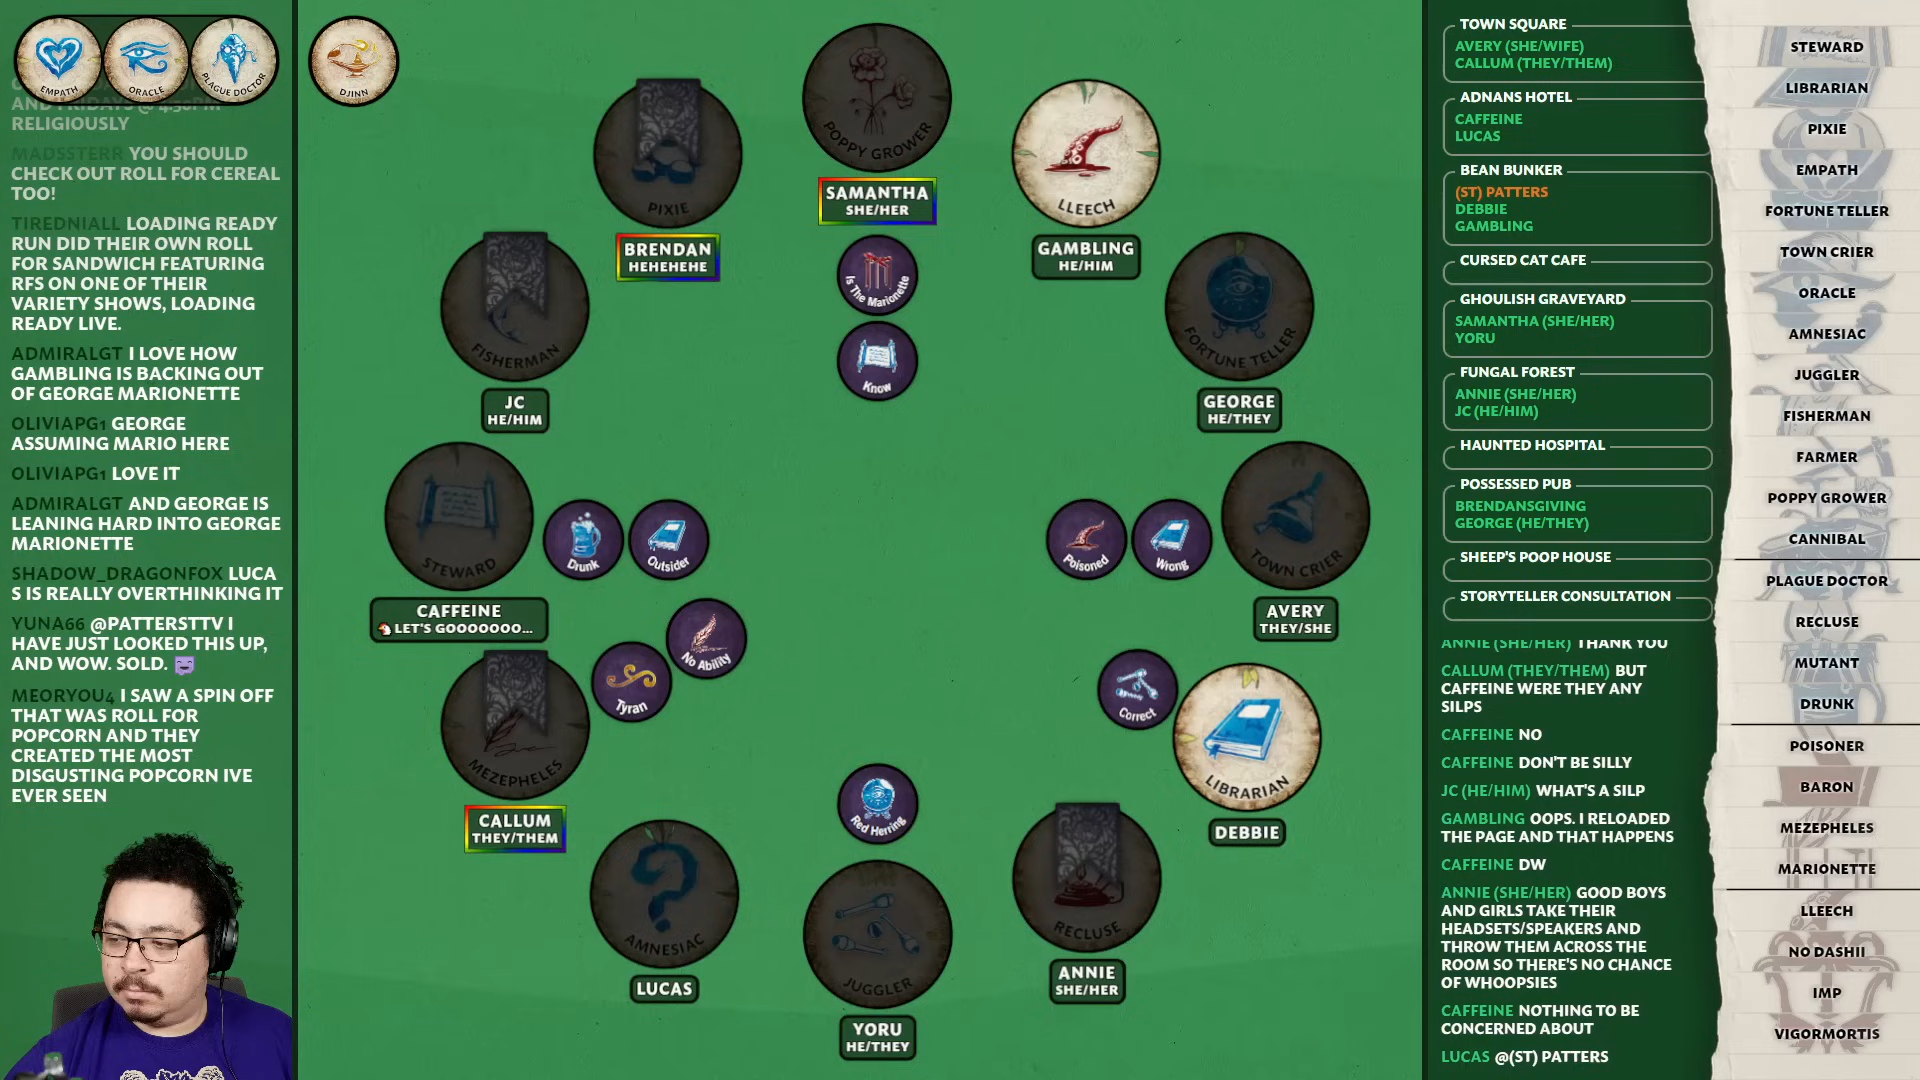 EMPATH
ORACLE
PLAGUE DOCTOR
DJINN
RELIGIOUSLY
MADSSTERR YOU SHOULD
CHECK OUT ROLL FOR CEREAL
TOO!
TIREDNIALL LOADING READY
RUN DID THEIR OWN ROLL
FOR SANDWICH FEATURING
RFS ON ONE OF THEIR
VARIETY SHOWS, LOADING
READY LIVE.
ADMIRALGT I LOVE HOW
GAMBLING IS BACKING OUT
OF GEORGE MARIONETTE
OLIVIAPG1 GEORGE
ASSUMING MARIO HERE
OLIVIAPG1 LOVE IT
ADMIRALGT AND GEORGE IS
LEANING HARD INTO GEORGE
MARIONETTE
SHADOW_DRAGONFOX LUCA
S IS REALLY OVERTHINKING IT
YUNA66 @PATTERSTTV I
HAVE JUST LOOKED THIS UP,
AND WOW. SOLD.
MEORYOU4 I SAW A SPIN OFF
THAT WAS ROLL FOR
POPCORN AND THEY
CREATED THE MOST
DISGUSTING POPCORN IVE
EVER SEEN
POPPY GROWER
SAMANTHA
SHE/HER
Is The Marionette
Know
LLEECH
GAMBLING
HE/HIM
FORTUNE TELLER
GEORGE
HE/THEY
TOWN CRIER
AVERY
THEY/SHE
Poisoned
Wrong
LIBRARIAN
DEBBIE
Correct
RECLUSE
ANNIE
SHE/HER
JUGGLER
YORU
HE/THEY
Red Herring
AMNESIAC
LUCAS
MEZEPHELES
CALLUM
THEY/THEM
Tyran
No Ability
STEWARD
CAFFEINE
LET'S GOOOOOOO...
Drunk
Outsider
FISHERMAN
JC
HE/HIM
PIXIE
BRENDAN
HEHEHEHE
TOWN SQUARE
AVERY (SHE/WIFE)
CALLUM (THEY/THEM)
ADNANS HOTEL
CAFFEINE
LUCAS
BEAN BUNKER
(ST) PATTERS
DEBBIE
GAMBLING
CURSED CAT CAFE
GHOULISH GRAVEYARD
SAMANTHA (SHE/HER)
YORU
FUNGAL FOREST
ANNIE (SHE/HER)
JC (HE/HIM)
HAUNTED HOSPITAL
POSSESSED PUB
BRENDANSGIVING
GEORGE (HE/THEY)
SHEEP'S POOP HOUSE
STORYTELLER CONSULTATION
ANNIE (SHE/HER) THANK YOU
CALLUM (THEY/THEM) BUT
CAFFEINE WERE THEY ANY
SILPS
CAFFEINE NO
CAFFEINE DON'T BE SILLY
JC (HE/HIM) WHAT'S A SILP
GAMBLING OOPS. I RELOADED
THE PAGE AND THAT HAPPENS
CAFFEINE DW
ANNIE (SHE/HER) GOOD BOYS
AND GIRLS TAKE THEIR
HEADSETS/SPEAKERS AND
THROW THEM ACROSS THE
ROOM SO THERE'S NO CHANCE
OF WHOOPSIES
CAFFEINE NOTHING TO BE
CONCERNED ABOUT
LUCAS @(ST) PATTERS
STEWARD
LIBRARIAN
PIXIE
EMPATH
FORTUNE TELLER
TOWN CRIER
ORACLE
AMNESIAC
JUGGLER
FISHERMAN
FARMER
POPPY GROWER
CANNIBAL
PLAGUE DOCTOR
RECLUSE
MUTANT
DRUNK
POISONER
BARON
MEZEPHELES
MARIONETTE
LLEECH
NO DASHII
IMP
VIGORMORTIS